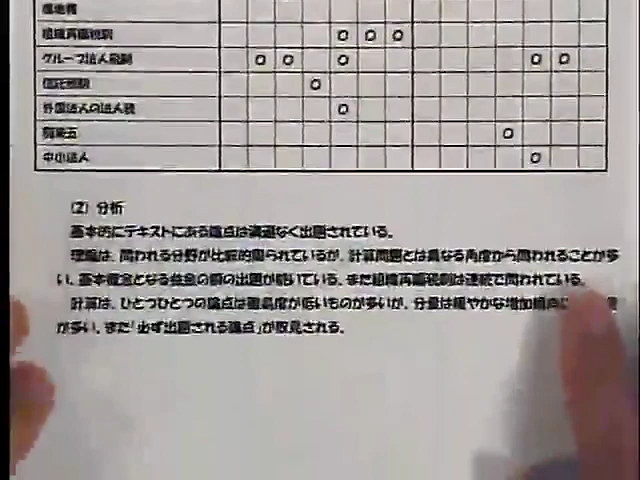 組織再編税制 ○ ○ ○
グループ法人税制 ○ ○ ○ ○ ○
○
外国法人の法人税 ○
別表五 ○
中小法人 ○
(2) 分析
基本的にテキストにある論点は満遍なく出題されている。
理論は、問われる分野が比較的限られているが、計算問題とは異なる角度から問われることが多
い。基本概念となる益金の額の出題が続いている。また組織再編税制は連続で問われている。
計算は、ひとつひとつの論点は難易度が低いものが多いが、分量は緩やかな増加傾向に
が多い。また「必ず出題される論点」が散見される。